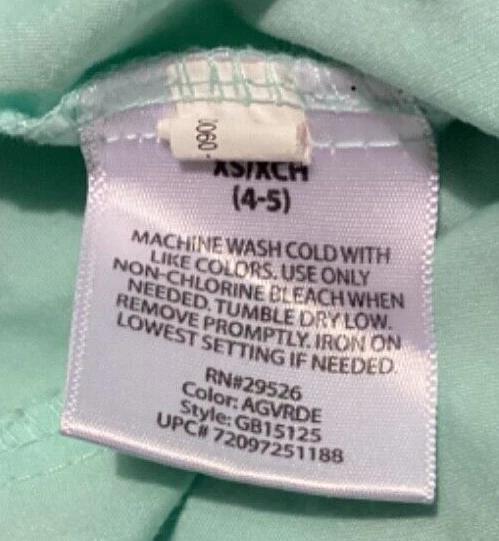 0060-
XS/XCH
(4-5)
MACHINE WASH COLD WITH
LIKE COLORS. USE ONLY
NON-CHLORINE BLEACH WHEN
NEEDED. TUMBLE DRY LOW.
REMOVE PROMPTLY. IRON ON
LOWEST SETTING IF NEEDED.
RN#29526
Color: AGVRDE
Style: GB15125
UPC# 72097251188